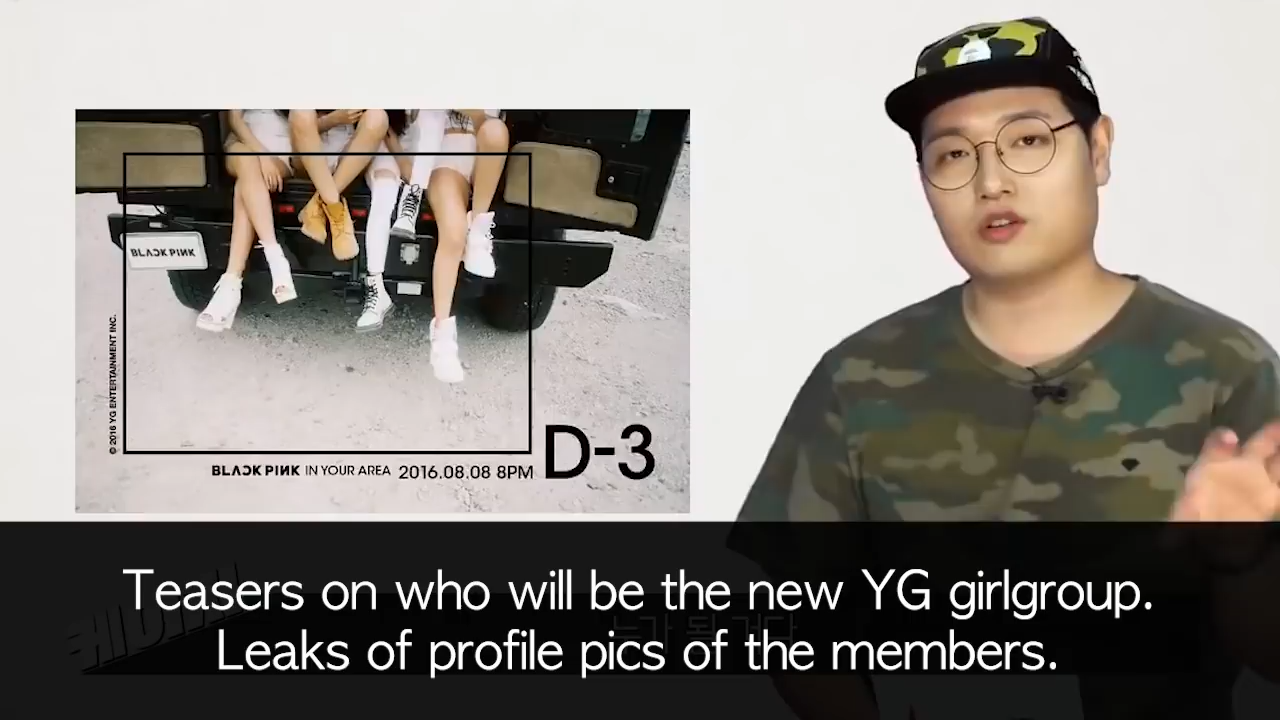 BLACKPINK
© 2016 YG ENTERTAINMENT INC.
D-3
BLACKPINK IN YOUR AREA 2016.08.08 8PM
Teasers on who will be the new YG girlgroup.
Leaks of profile pics of the members.